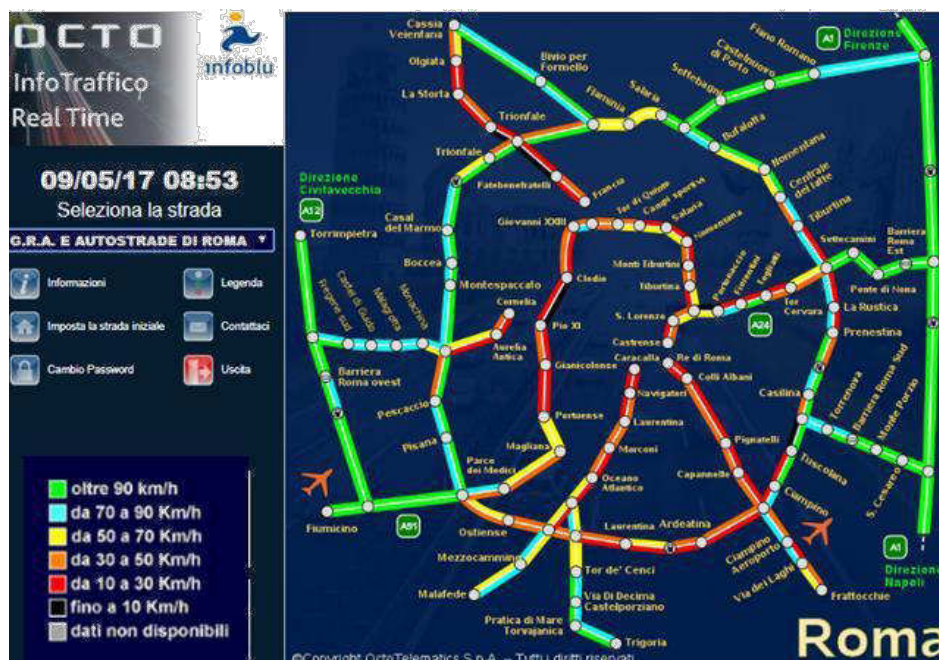 OCTO
InfoTraffico
Real Time
infoblu
09/05/17 08:53
Seleziona la strada
G.R.A. E AUTOSTRADE DI ROMA
Informazioni
Legenda
Imposta la strada iniziale
Contattaci
Cambio Password
Uscita
oltre 90 km/h
da 70 a 90 Km/h
da 50 a 70 Km/h
da 30 a 50 Km/h
da 10 a 30 Km/h
fino a 10 Km/h
dati non disponibili
Cassia
Veientana
Olgiata
La Storta
Trionfale
Trionfale
Bivio per
Formello
Flaminia
Salaria
Settebagni
Castelnuovo
di Porto
Fiano Romano
A1
Direzione
Firenze
Bufalotta
Nomentana
Centrale
del latte
Tiburtina
Settecamini
Barriera
Roma
Est
Ponte di Nona
Direzione
Civitavecchia
A12
Torrimpietra
Casal
del Marmo
Boccea
Montespaccato
Fatebenefratelli
Francia
Giovanni XXIII
Tor di Quinto
Campi sportivi
Salaria
Nomentana
Monti Tiburtini
Tiburtina
S. Lorenzo
Portonaccio
Fiorentini
Togliatti
A24
Tor
Cervara
La Rustica
Prenestina
Clodio
Pio XI
Gianicolense
Portuense
Magliana
Cornelia
Aurelia
Antica
Fregene sud
Castel di Guido
Malagrotta
Monachina
Barriera
Roma ovest
Pescaccio
Pisana
Parco
dei Medici
Castrense
Caracalla
Re di Roma
Colli Albani
Navigatori
Laurentina
Marconi
Oceano
Atlantico
Pignatelli
Capannelle
Casilina
Torrenova
Barriera Roma Sud
Monte Porzio
S. Cesareo
Tuscolana
Ciampino
Fiumicino
A91
Ostiense
Mezzocammino
Malafede
Laurentina
Ardeatina
Ciampino
Aeroporto
Via dei Laghi
Frattocchie
A1
Direzione
Napoli
Tor de' Cenci
Via Di Decima
Castelporziano
Pratica di Mare
Torvajanica
Trigoria
Roma
©Copyright OctoTelematics S.p.A. – Tutti i diritti riservati